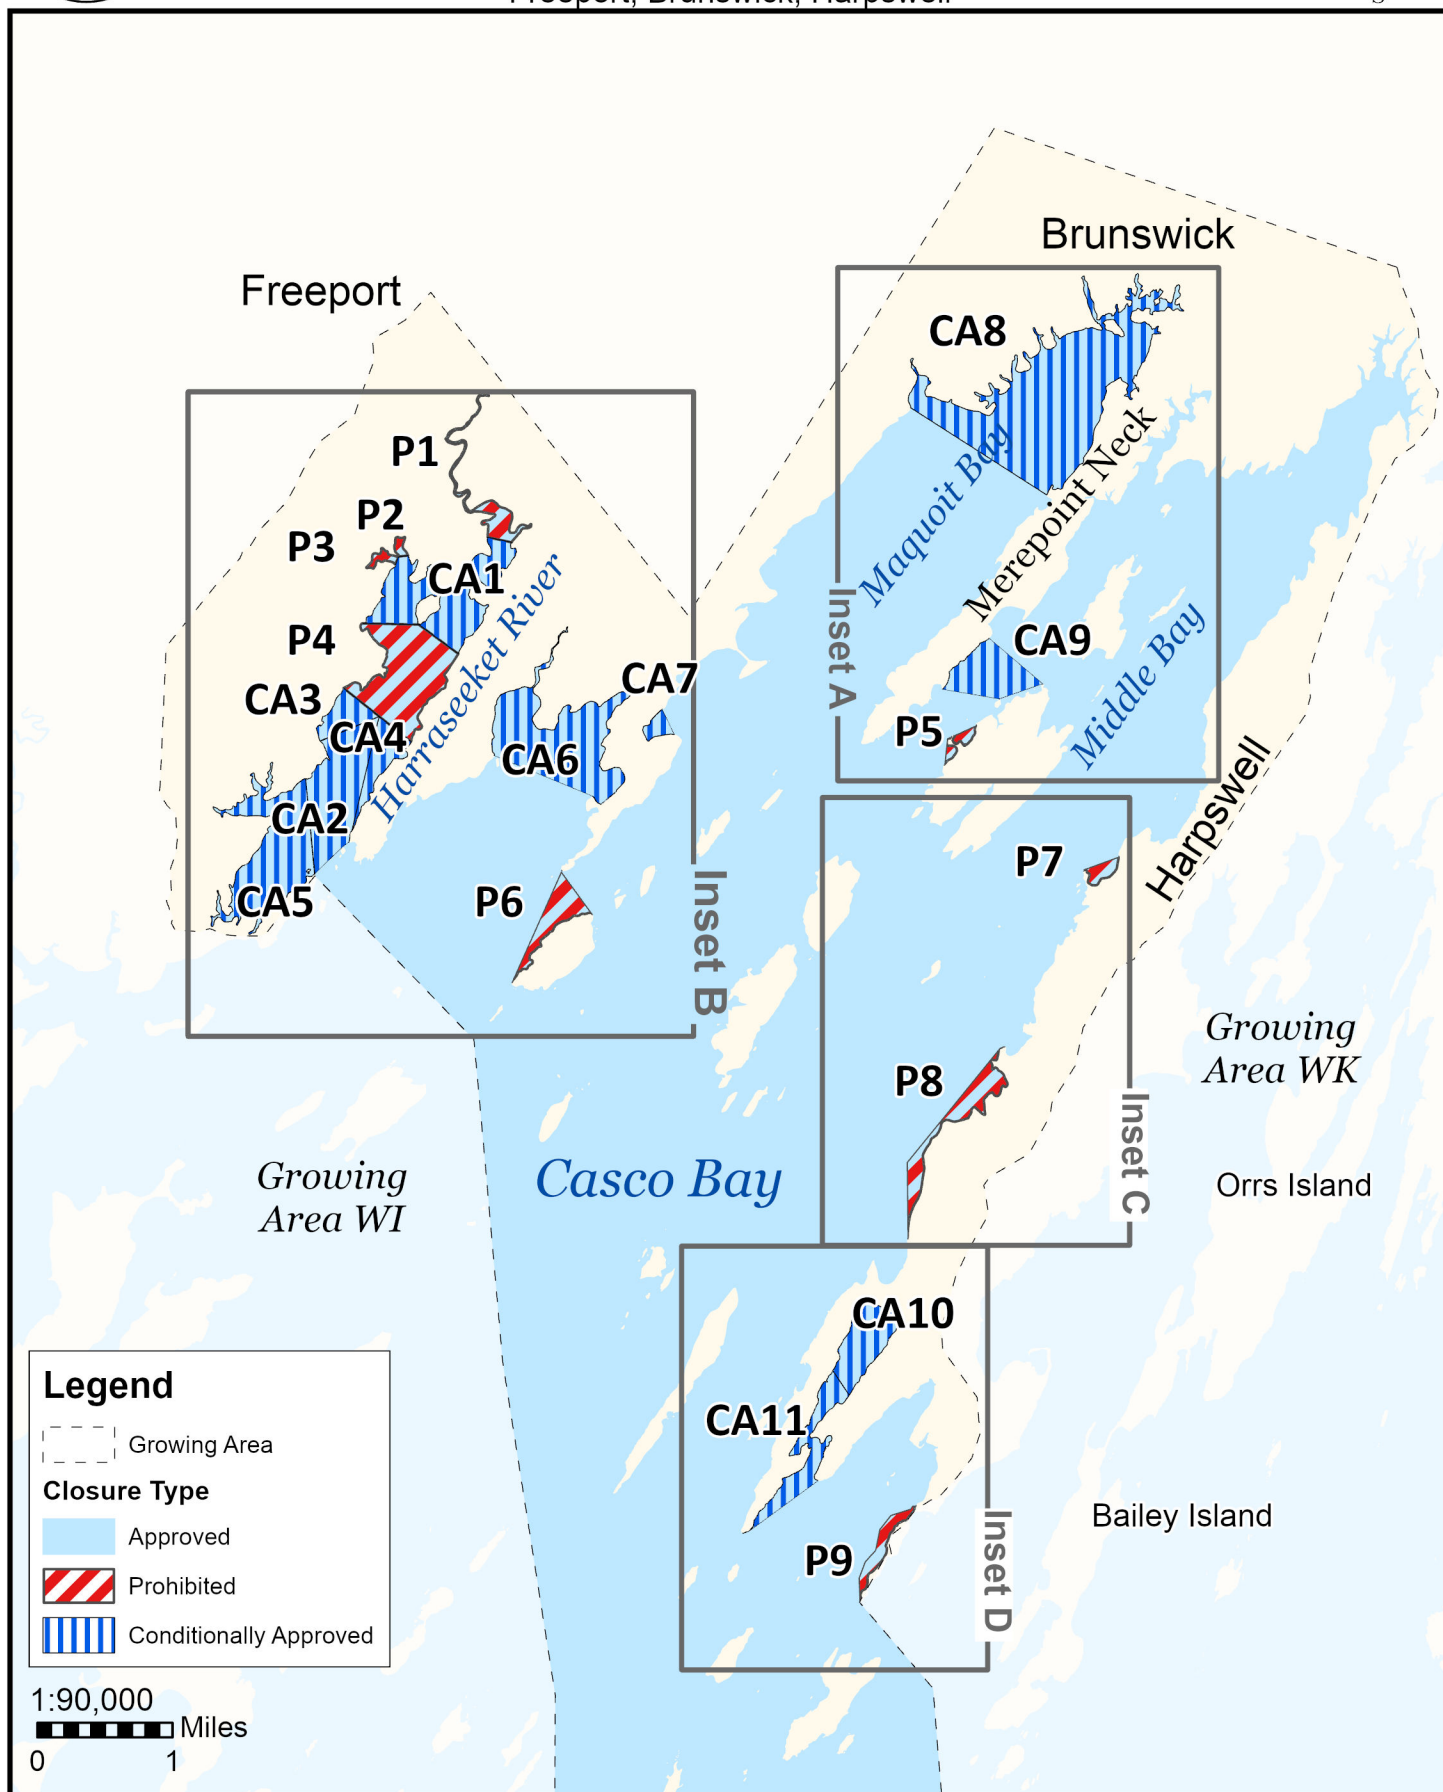 Freeport, Brunswick, Harpswell
Brunswick
Freeport
CA8
P1
Maquoit Bay
Merepoint Neck
P2
P3
CA1
Harraseeket River
Inset A
P4
CA9
Middle Bay
CA7
CA3
CA4
P5
CA6
Harpswell
CA2
P7
CA5
P6
Inset B
Growing
Area WK
P8
Inset C
Growing
Area WI
Casco Bay
Orrs Island
CA10
CA11
Bailey Island
P9
Inset D
Legend
Growing Area
Closure Type
Approved
Prohibited
Conditionally Approved
1:90,000
Miles
0 1